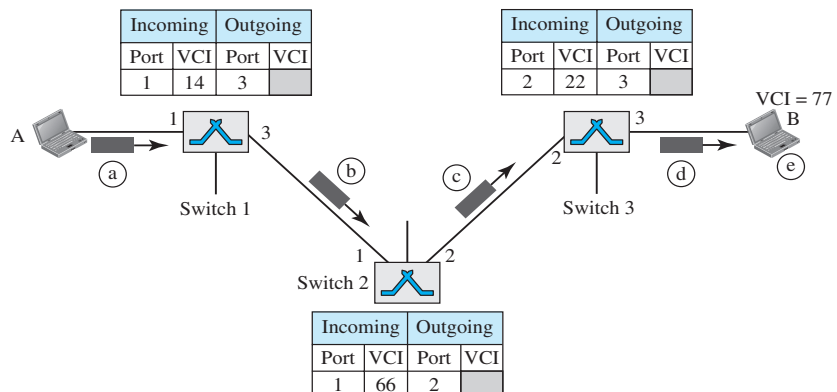 Incoming Outgoing
Port VCI Port VCI
1 14 3
Incoming Outgoing
Port VCI Port VCI
2 22 3
VCI = 77
A
1
3
B
3
a
b
c
2
d
e
Switch 1
Switch 3
1
2
Switch 2
Incoming Outgoing
Port VCI Port VCI
1 66 2